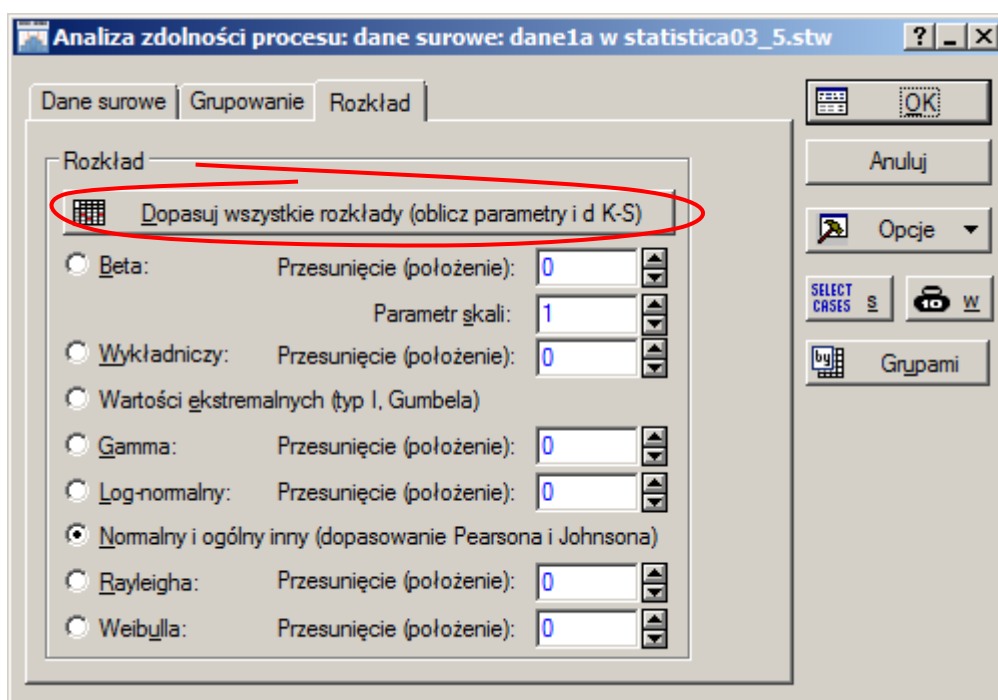 Analiza zdolności procesu: dane surowe: dane1a w statistica03_5.stw
Dane surowe Grupowanie Rozkład
Rozkład
Dopasuj wszystkie rozkłady (oblicz parametry i d K-S)
Beta: Przesunięcie (położenie): 0
Parametr skali: 1
Wykładniczy: Przesunięcie (położenie): 0
Wartości ekstremalnych (typ I, Gumbela)
Gamma: Przesunięcie (położenie): 0
Log-normalny: Przesunięcie (położenie): 0
Normalny i ogólny inny (dopasowanie Pearsona i Johnsona)
Rayleigha: Przesunięcie (położenie): 0
Weibulla: Przesunięcie (położenie): 0
OK
Anuluj
Opcje
SELECT CASES s w
by Grupami